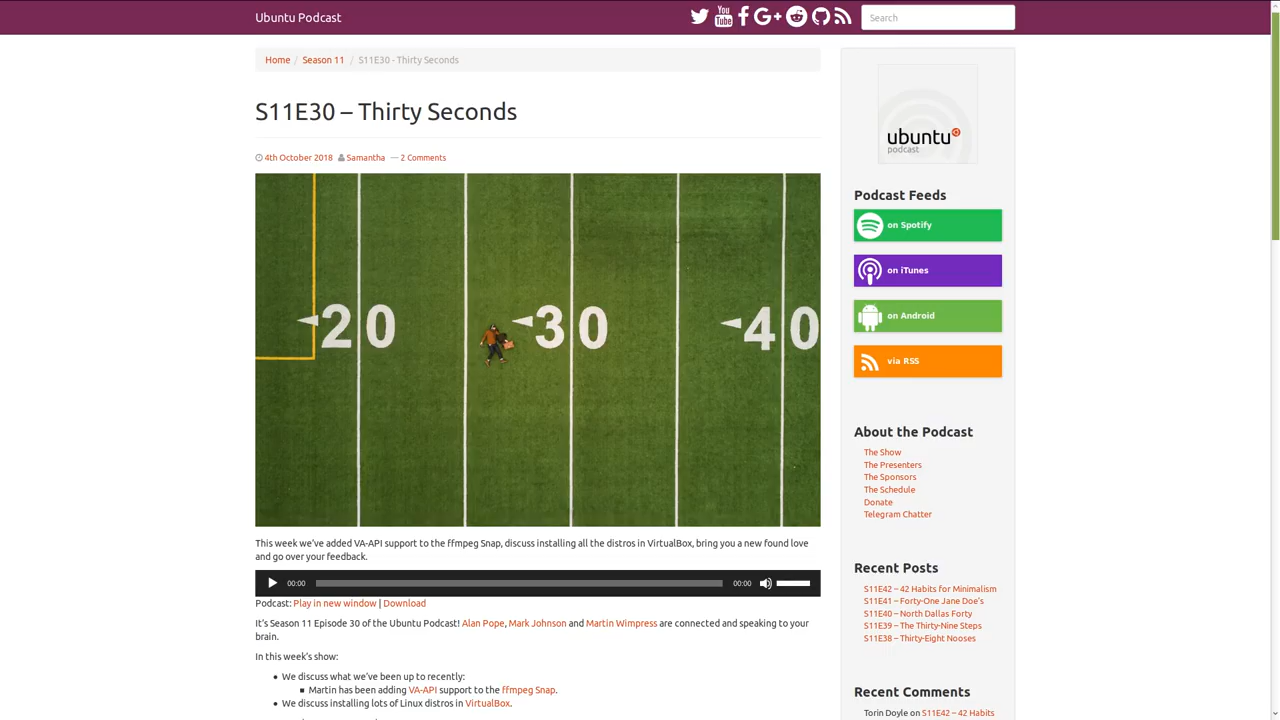 Ubuntu Podcast
Search
Home / Season 11 / S11E30 - Thirty Seconds
S11E30 – Thirty Seconds
4th October 2018 Samantha 2 Comments
20 30 40
This week we've added VA-API support to the ffmpeg Snap, discuss installing all the distros in VirtualBox, bring you a new found love
and go over your feedback.
00:00 00:00
Podcast: Play in new window | Download
It's Season 11 Episode 30 of the Ubuntu Podcast! Alan Pope, Mark Johnson and Martin Wimpress are connected and speaking to your
brain.
In this week's show:
We discuss what we've been up to recently:
Martin has been adding VA-API support to the ffmpeg Snap.
We discuss installing lots of Linux distros in VirtualBox.
ubuntu
podcast
Podcast Feeds
on Spotify
on iTunes
on Android
via RSS
About the Podcast
The Show
The Presenters
The Sponsors
The Schedule
Donate
Telegram Chatter
Recent Posts
S11E42 – 42 Habits for Minimalism
S11E41 – Forty-One Jane Doe's
S11E40 – North Dallas Forty
S11E39 – The Thirty-Nine Steps
S11E38 – Thirty-Eight Nooses
Recent Comments
Torin Doyle on S11E42 – 42 Habits